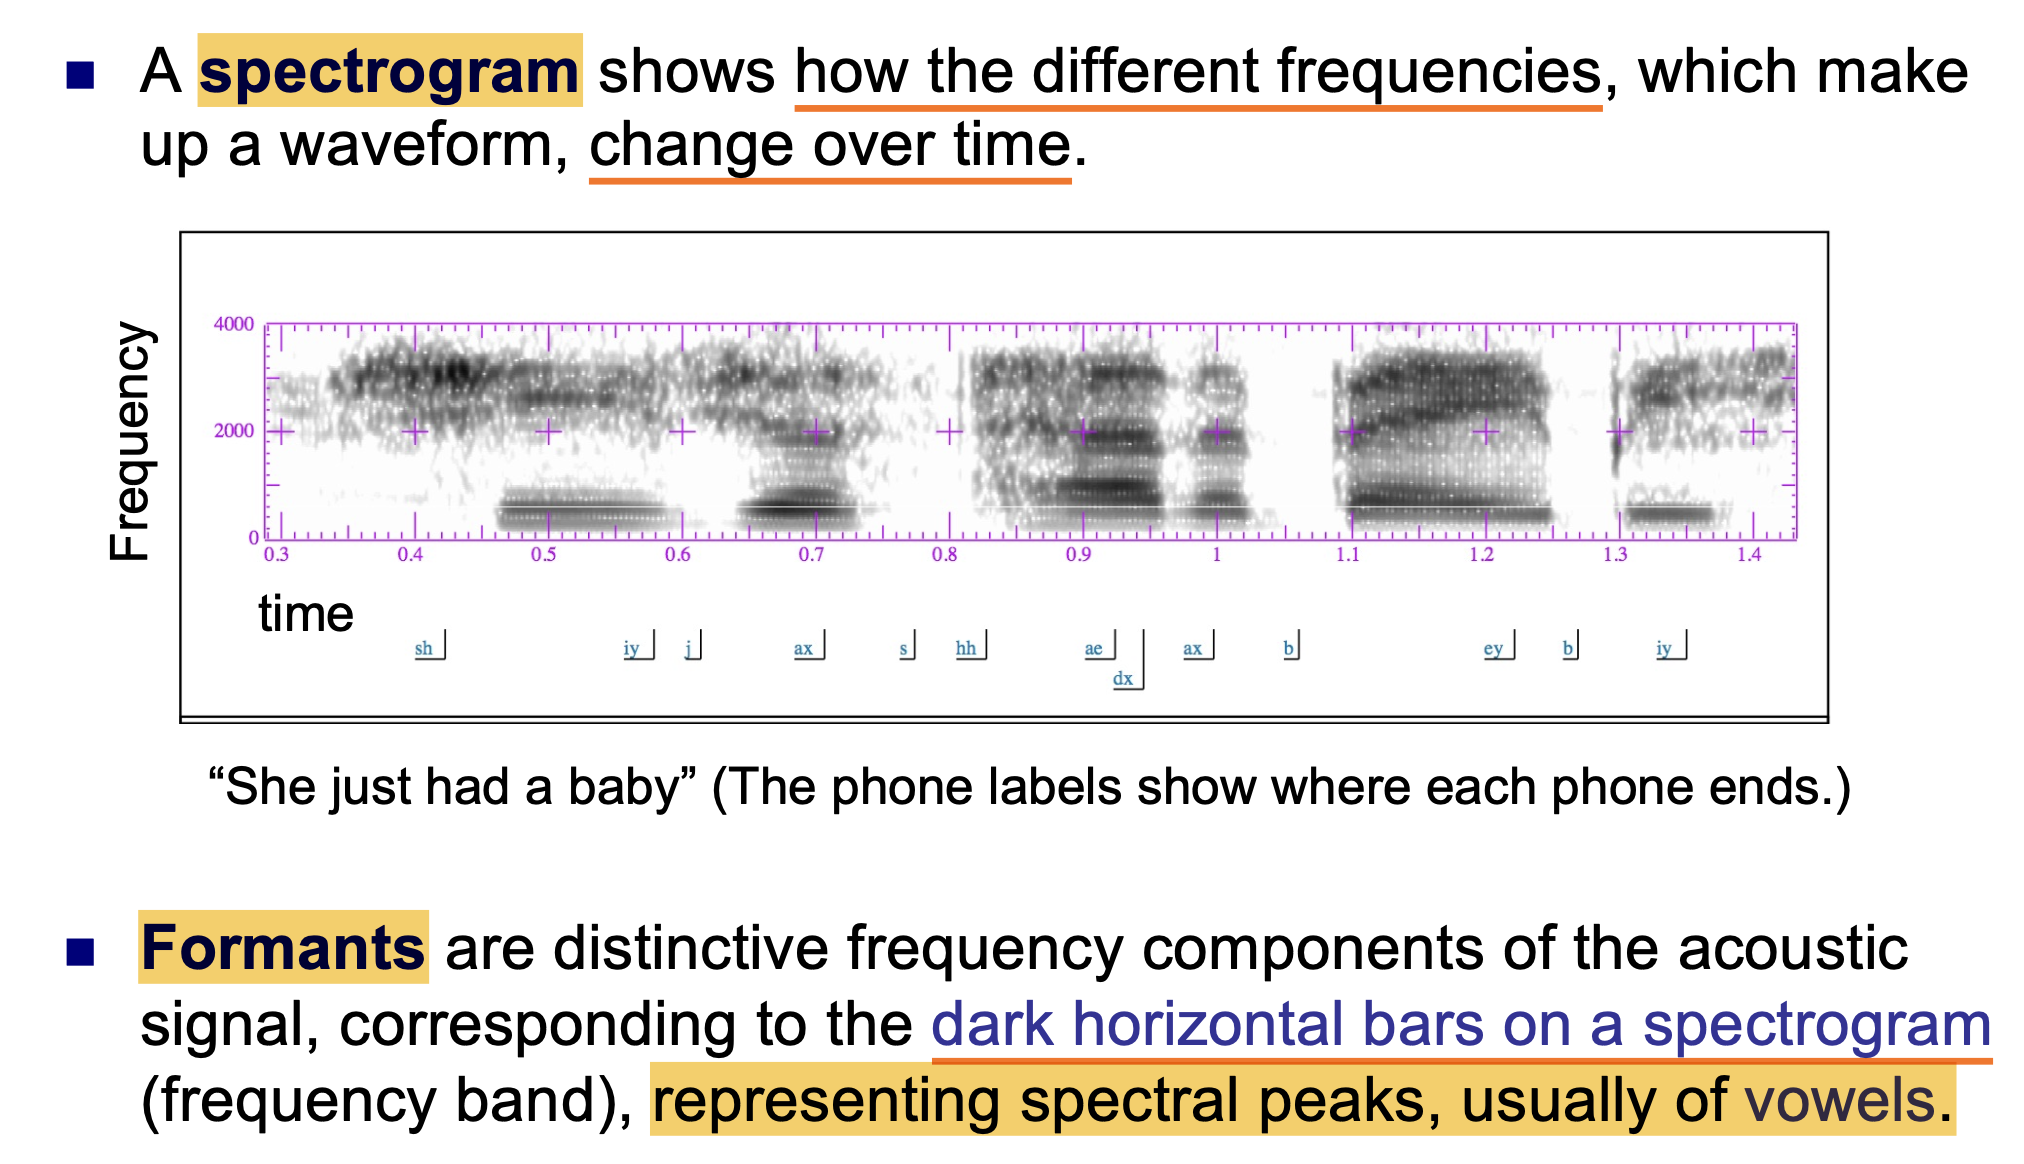 A spectrogram shows how the different frequencies, which make
up a waveform, change over time.
Frequency
4000
2000
0
0.3 0.4 0.5 0.6 0.7 0.8 0.9 1 1.1 1.2 1.3 1.4
time
sh iy j ax s hh ae ax b ey b iy
dx
“She just had a baby” (The phone labels show where each phone ends.)
Formants are distinctive frequency components of the acoustic
signal, corresponding to the dark horizontal bars on a spectrogram
(frequency band), representing spectral peaks, usually of vowels.